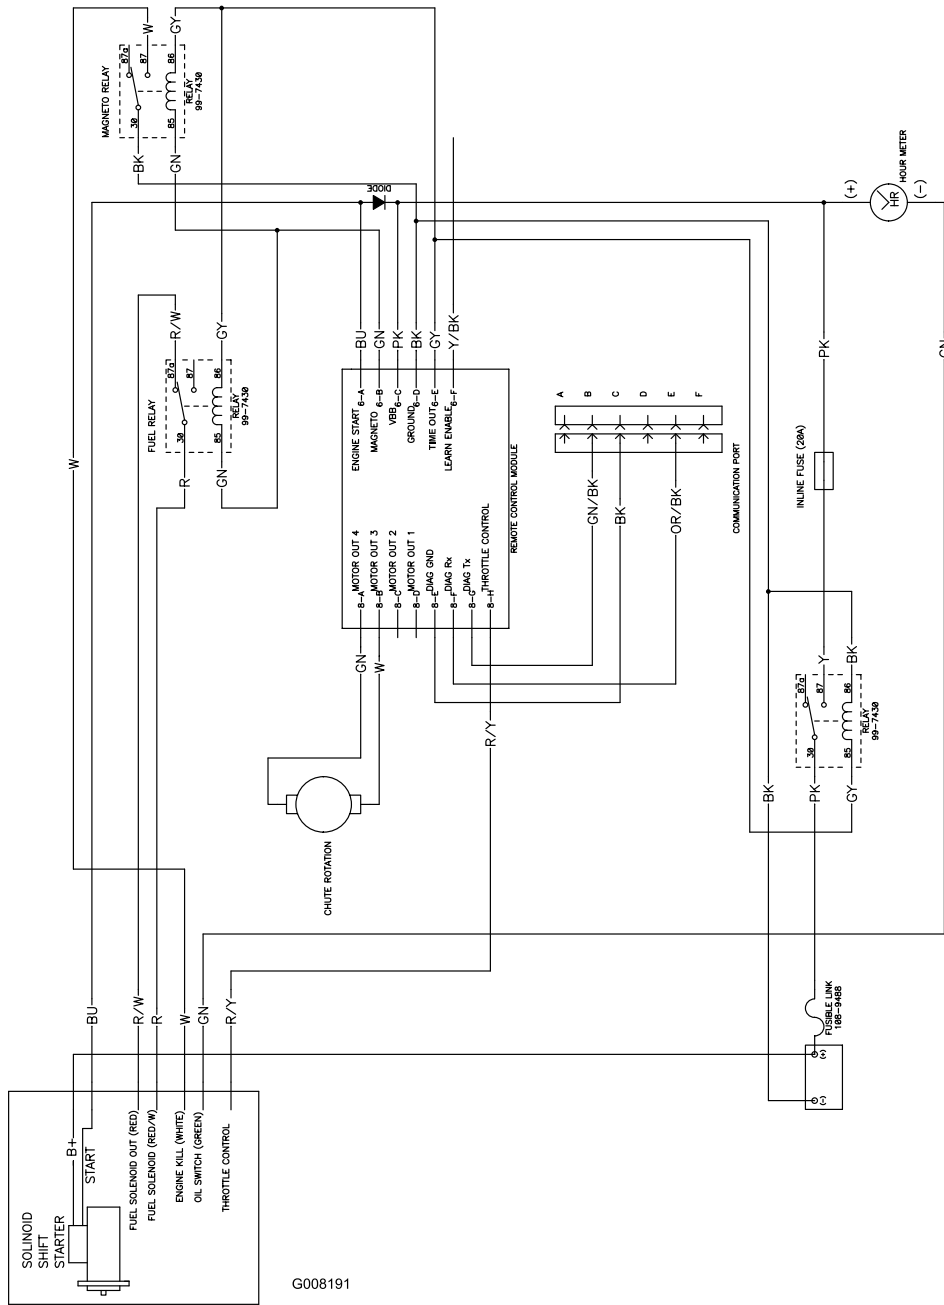 W
GY
87a
87
86
MAGNETO RELAY
RELAY
99-7430
30
85
BK
GN
DIODE
HOUR METER
(+)
HR
(-)
BU
R/W
GY
FUEL RELAY
87a
87
86
30
85
RELAY
99-7430
R
GN
W
BU
GN
PK
BK
GY
Y/BK
PK
GN
ENGINE START 6-A
MAGNETO 6-B
VBB 6-C
GROUND 6-D
TIME OUT 6-E
LEARN ENABLE 6-F
REMOTE CONTROL MODULE
8-A MOTOR OUT 4
8-B MOTOR OUT 3
8-C MOTOR OUT 2
8-D MOTOR OUT 1
8-E DIAG GND
8-F DIAG Rx
8-G DIAG Tx
8-H THROTTLE CONTROL
A
B
C
D
E
F
COMMUNICATION PORT
GN/BK
BK
OR/BK
INLINE FUSE (20A)
GN
W
R/Y
CHUTE ROTATION
87a
87
86
30
85
RELAY
99-7430
Y
BK
BK
PK
GY
FUSIBLE LINK
108-9488
(+)
(-)
R/W
R
W
GN
R/Y
B+
START
FUEL SOLENOID OUT (RED)
FUEL SOLENOID (RED/W)
ENGINE KILL (WHITE)
OIL SWITCH (GREEN)
THROTTLE CONTROL
SOLINOID
SHIFT
STARTER
G008191